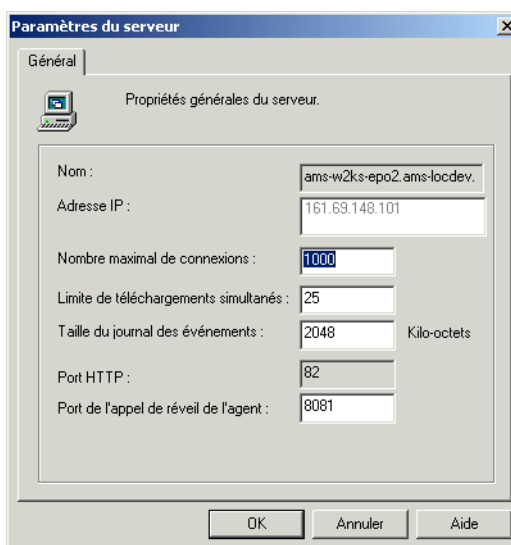 Paramètres du serveur
Général
Propriétés générales du serveur.
Nom : ams-w2ks-epo2.ams-locdev.
Adresse IP : 161.69.148.101
Nombre maximal de connexions : 1000
Limite de téléchargements simultanés : 25
Taille du journal des événements : 2048 Kilo-octets
Port HTTP : 82
Port de l'appel de réveil de l'agent : 8081
OK Annuler Aide